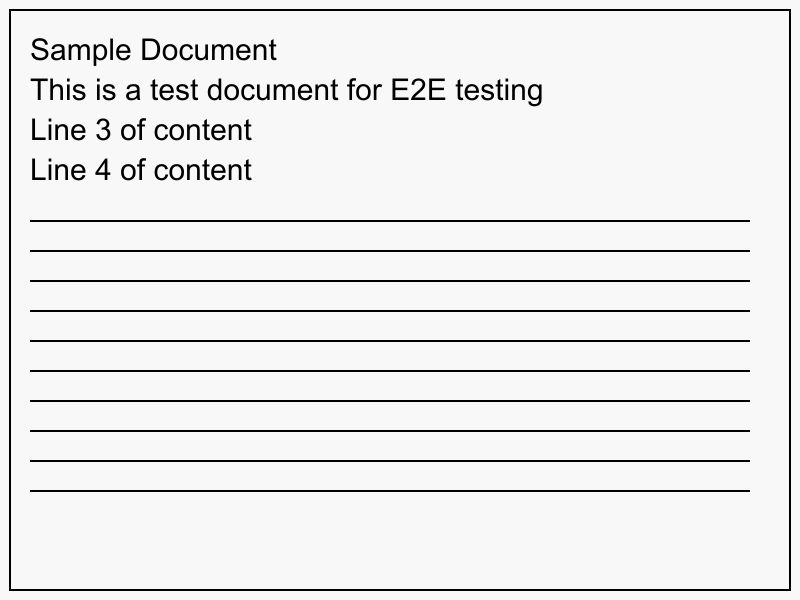 Sample Document
This is a test document for E2E testing
Line 3 of content
Line 4 of content